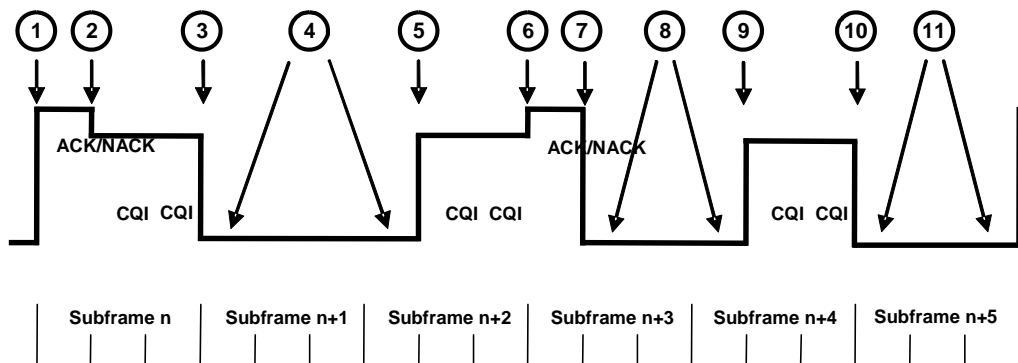 1 2 3 4 5 6 7 8 9 10 11
ACK/NACK ACK/NACK
CQI CQI CQI CQI CQI CQI
Subframe n Subframe n+1 Subframe n+2 Subframe n+3 Subframe n+4 Subframe n+5